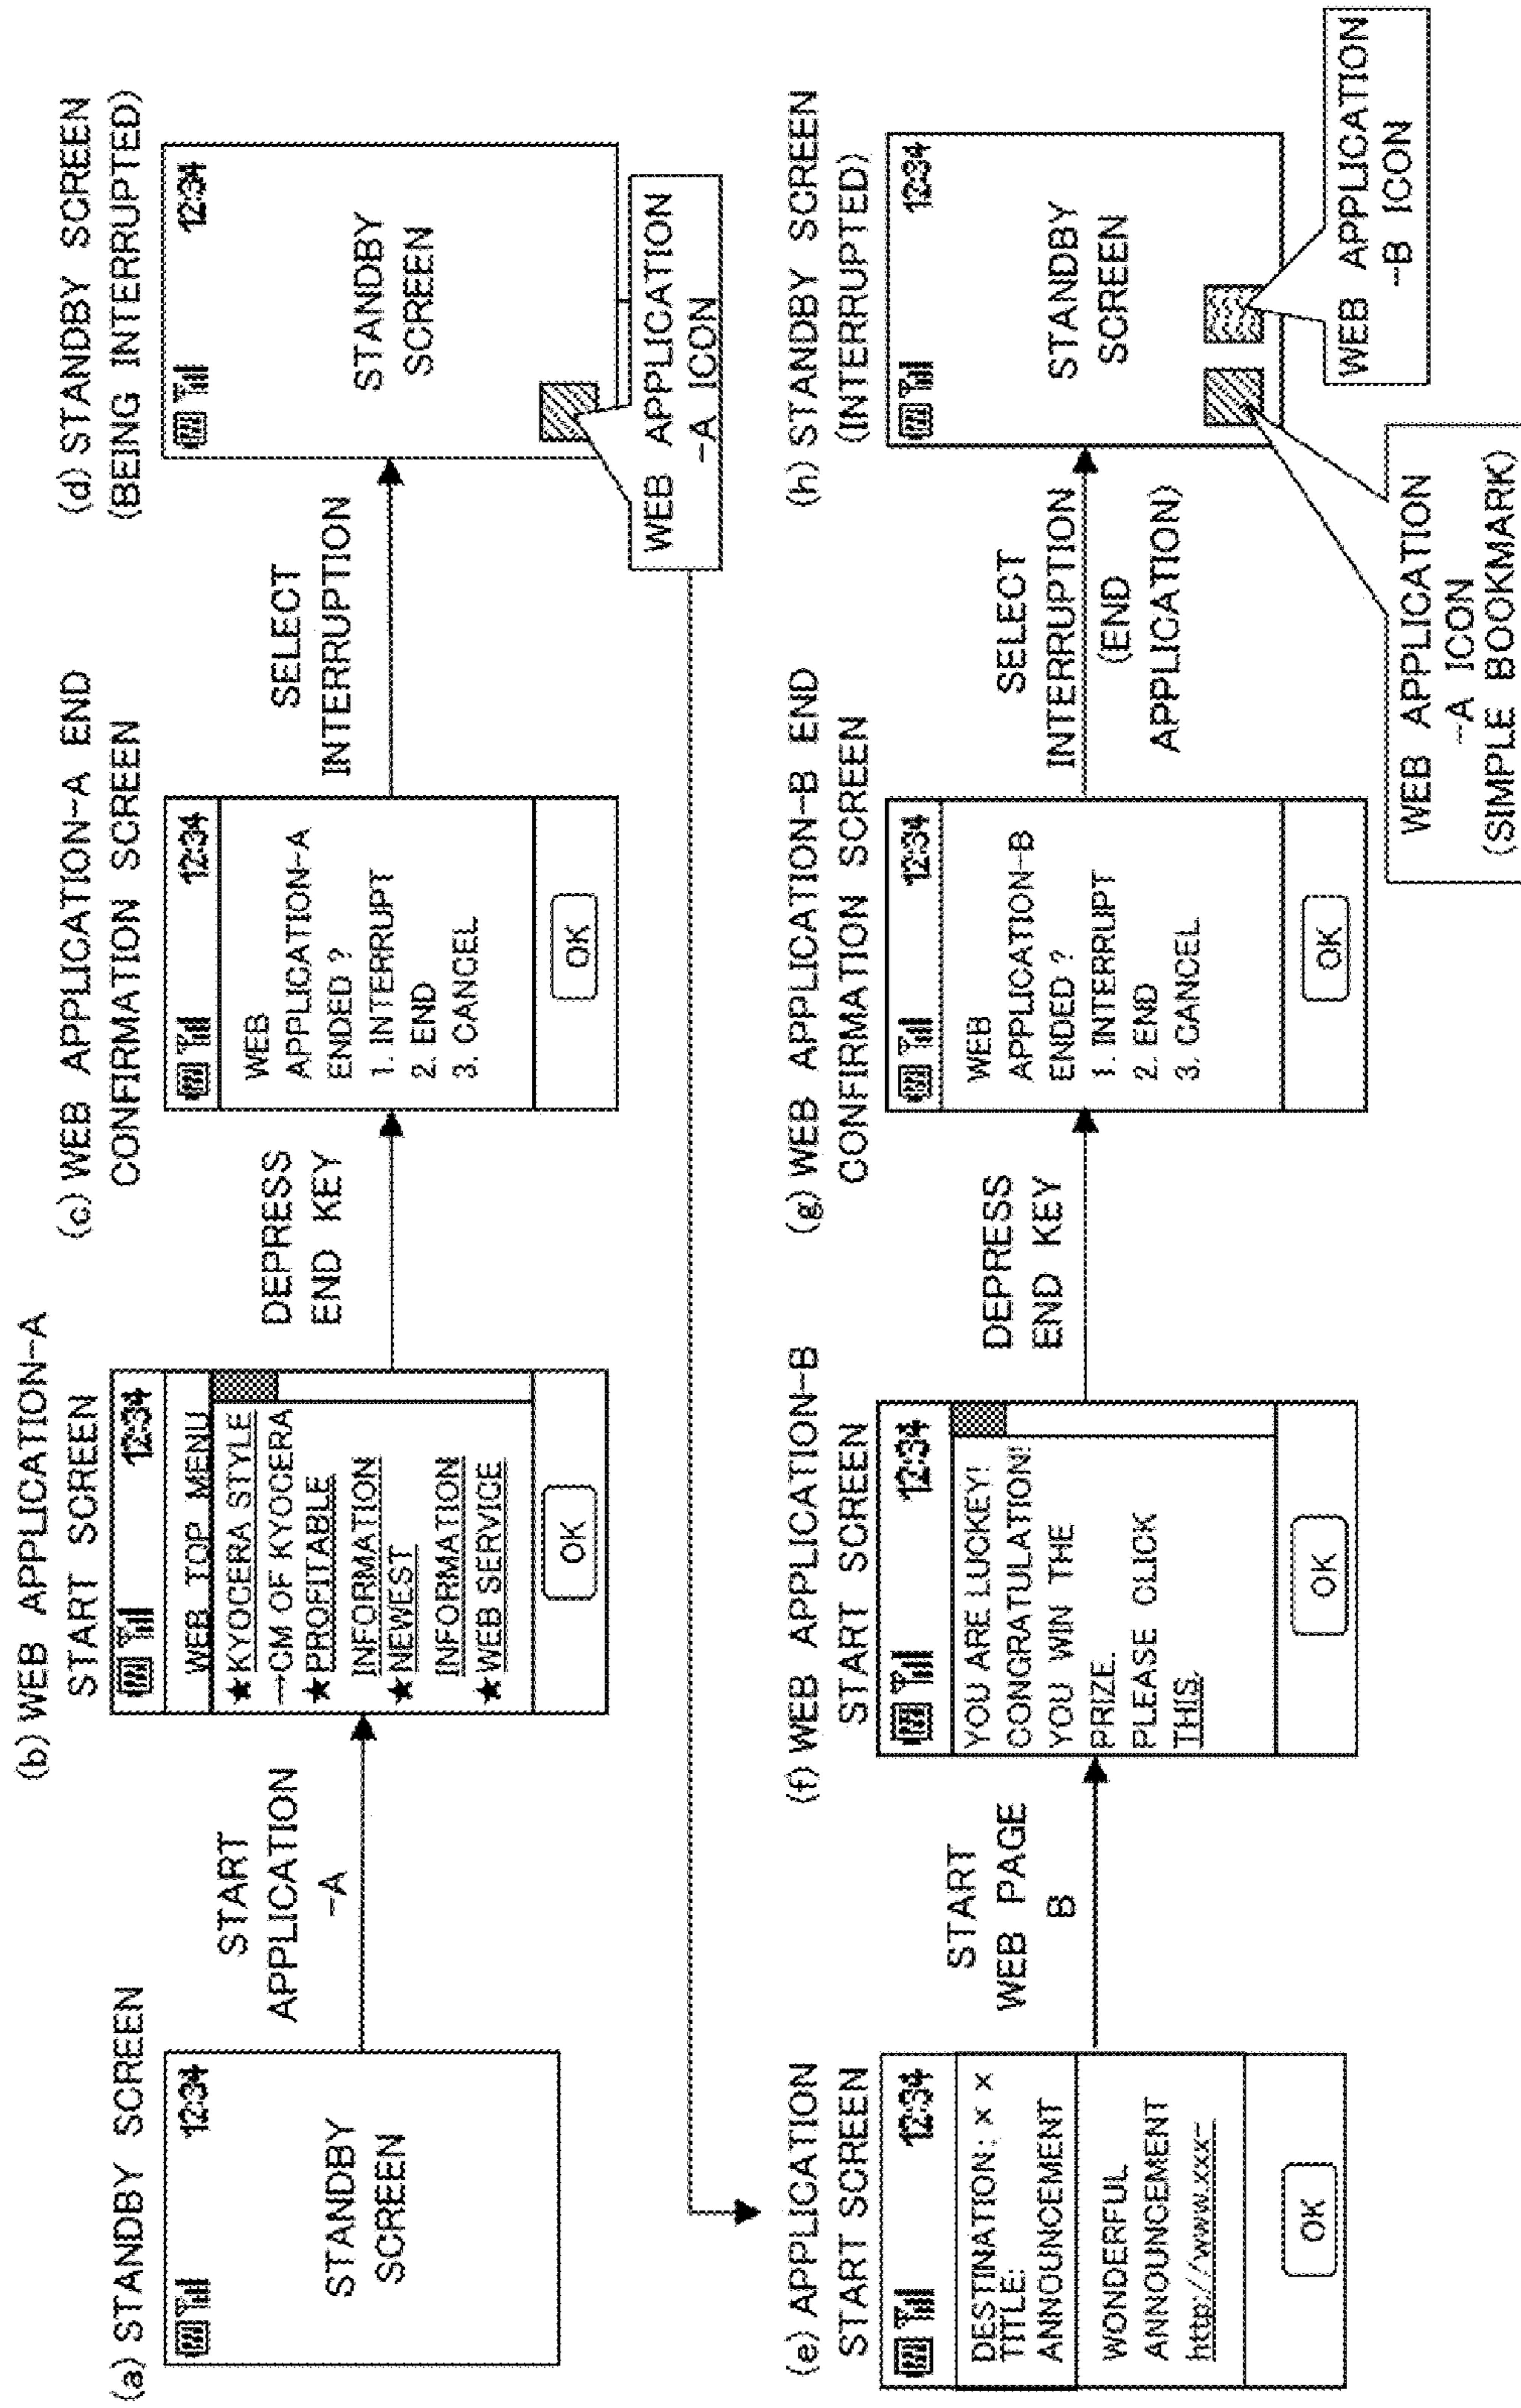 (a) STANDBY SCREEN
12:34
STANDBY
SCREEN
START
APPLICATION
-A
(b) WEB APPLICATION-A
START SCREEN
12:34
WEB TOP MENU
★KYOCERA STYLE
→CM OF KYOCERA
★PROFITABLE
INFORMATION
★NEWEST
INFORMATION
★WEB SERVICE
OK
DEPRESS
END KEY
(c) WEB APPLICATION-A END
CONFIRMATION SCREEN
12:34
WEB
APPLICATION-A
ENDED ?
1. INTERRUPT
2. END
3. CANCEL
OK
SELECT
INTERRUPTION
(d) STANDBY SCREEN
(BEING INTERRUPTED)
12:34
STANDBY
SCREEN
WEB APPLICATION
-A ICON
(e) APPLICATION
START SCREEN
12:34
DESTINATION: x x
TITLE:
ANNOUNCEMENT
WONDERFUL
ANNOUNCEMENT
http://www.xxx-
OK
START
WEB PAGE
B
(f) WEB APPLICATION-B
START SCREEN
12:34
YOU ARE LUCKEY!
CONGRATULATION!
YOU WIN THE
PRIZE.
PLEASE CLICK
THIS.
OK
DEPRESS
END KEY
(g) WEB APPLICATION-B END
CONFIRMATION SCREEN
12:34
WEB
APPLICATION-B
ENDED ?
1. INTERRUPT
2. END
3. CANCEL
OK
SELECT
INTERRUPTION
(END
APPLICATION)
(h) STANDBY SCREEN
(INTERRUPTED)
12:34
STANDBY
SCREEN
WEB APPLICATION
-A ICON
(SIMPLE BOOKMARK)
WEB APPLICATION
-B ICON